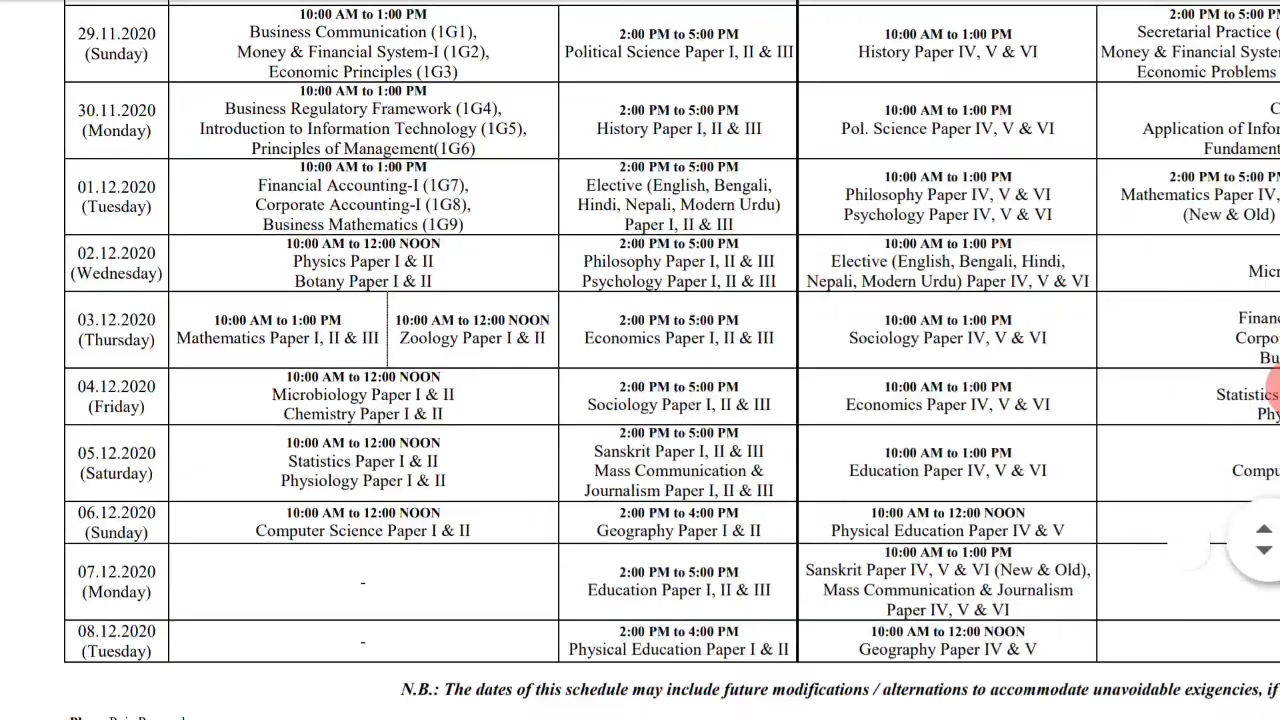 29.11.2020
(Sunday)
10:00 AM to 1:00 PM
Business Communication (1G1),
Money & Financial System-I (1G2),
Economic Principles (1G3)
2:00 PM to 5:00 PM
Political Science Paper I, II & III
10:00 AM to 1:00 PM
History Paper IV, V & VI
2:00 PM to 5:00 P
Secretarial Practice (
Money & Financial Syste
Economic Problems
30.11.2020
(Monday)
10:00 AM to 1:00 PM
Business Regulatory Framework (1G4),
Introduction to Information Technology (1G5),
Principles of Management(1G6)
2:00 PM to 5:00 PM
History Paper I, II & III
10:00 AM to 1:00 PM
Pol. Science Paper IV, V & VI
C
Application of Infor
Fundament
01.12.2020
(Tuesday)
10:00 AM to 1:00 PM
Financial Accounting-I (1G7),
Corporate Accounting-I (1G8),
Business Mathematics (1G9)
2:00 PM to 5:00 PM
Elective (English, Bengali,
Hindi, Nepali, Modern Urdu)
Paper I, II & III
10:00 AM to 1:00 PM
Philosophy Paper IV, V & VI
Psychology Paper IV, V & VI
2:00 PM to 5:00 PM
Mathematics Paper IV,
(New & Old)
02.12.2020
(Wednesday)
10:00 AM to 12:00 NOON
Physics Paper I & II
Botany Paper I & II
2:00 PM to 5:00 PM
Philosophy Paper I, II & III
Psychology Paper I, II & III
10:00 AM to 1:00 PM
Elective (English, Bengali, Hindi,
Nepali, Modern Urdu) Paper IV, V & VI
Micr
03.12.2020
(Thursday)
10:00 AM to 1:00 PM
Mathematics Paper I, II & III
10:00 AM to 12:00 NOON
Zoology Paper I & II
2:00 PM to 5:00 PM
Economics Paper I, II & III
10:00 AM to 1:00 PM
Sociology Paper IV, V & VI
Financ
Corpo
Bu
04.12.2020
(Friday)
10:00 AM to 12:00 NOON
Microbiology Paper I & II
Chemistry Paper I & II
2:00 PM to 5:00 PM
Sociology Paper I, II & III
10:00 AM to 1:00 PM
Economics Paper IV, V & VI
Statistics
Phy
05.12.2020
(Saturday)
10:00 AM to 12:00 NOON
Statistics Paper I & II
Physiology Paper I & II
2:00 PM to 5:00 PM
Sanskrit Paper I, II & III
Mass Communication &
Journalism Paper I, II & III
10:00 AM to 1:00 PM
Education Paper IV, V & VI
Compu
06.12.2020
(Sunday)
10:00 AM to 12:00 NOON
Computer Science Paper I & II
2:00 PM to 4:00 PM
Geography Paper I & II
10:00 AM to 12:00 NOON
Physical Education Paper IV & V
07.12.2020
(Monday)
-
2:00 PM to 5:00 PM
Education Paper I, II & III
10:00 AM to 1:00 PM
Sanskrit Paper IV, V & VI (New & Old),
Mass Communication & Journalism
Paper IV, V & VI
08.12.2020
(Tuesday)
-
2:00 PM to 4:00 PM
Physical Education Paper I & II
10:00 AM to 12:00 NOON
Geography Paper IV & V
N.B.: The dates of this schedule may include future modifications / alternations to accommodate unavoidable exigencies, if